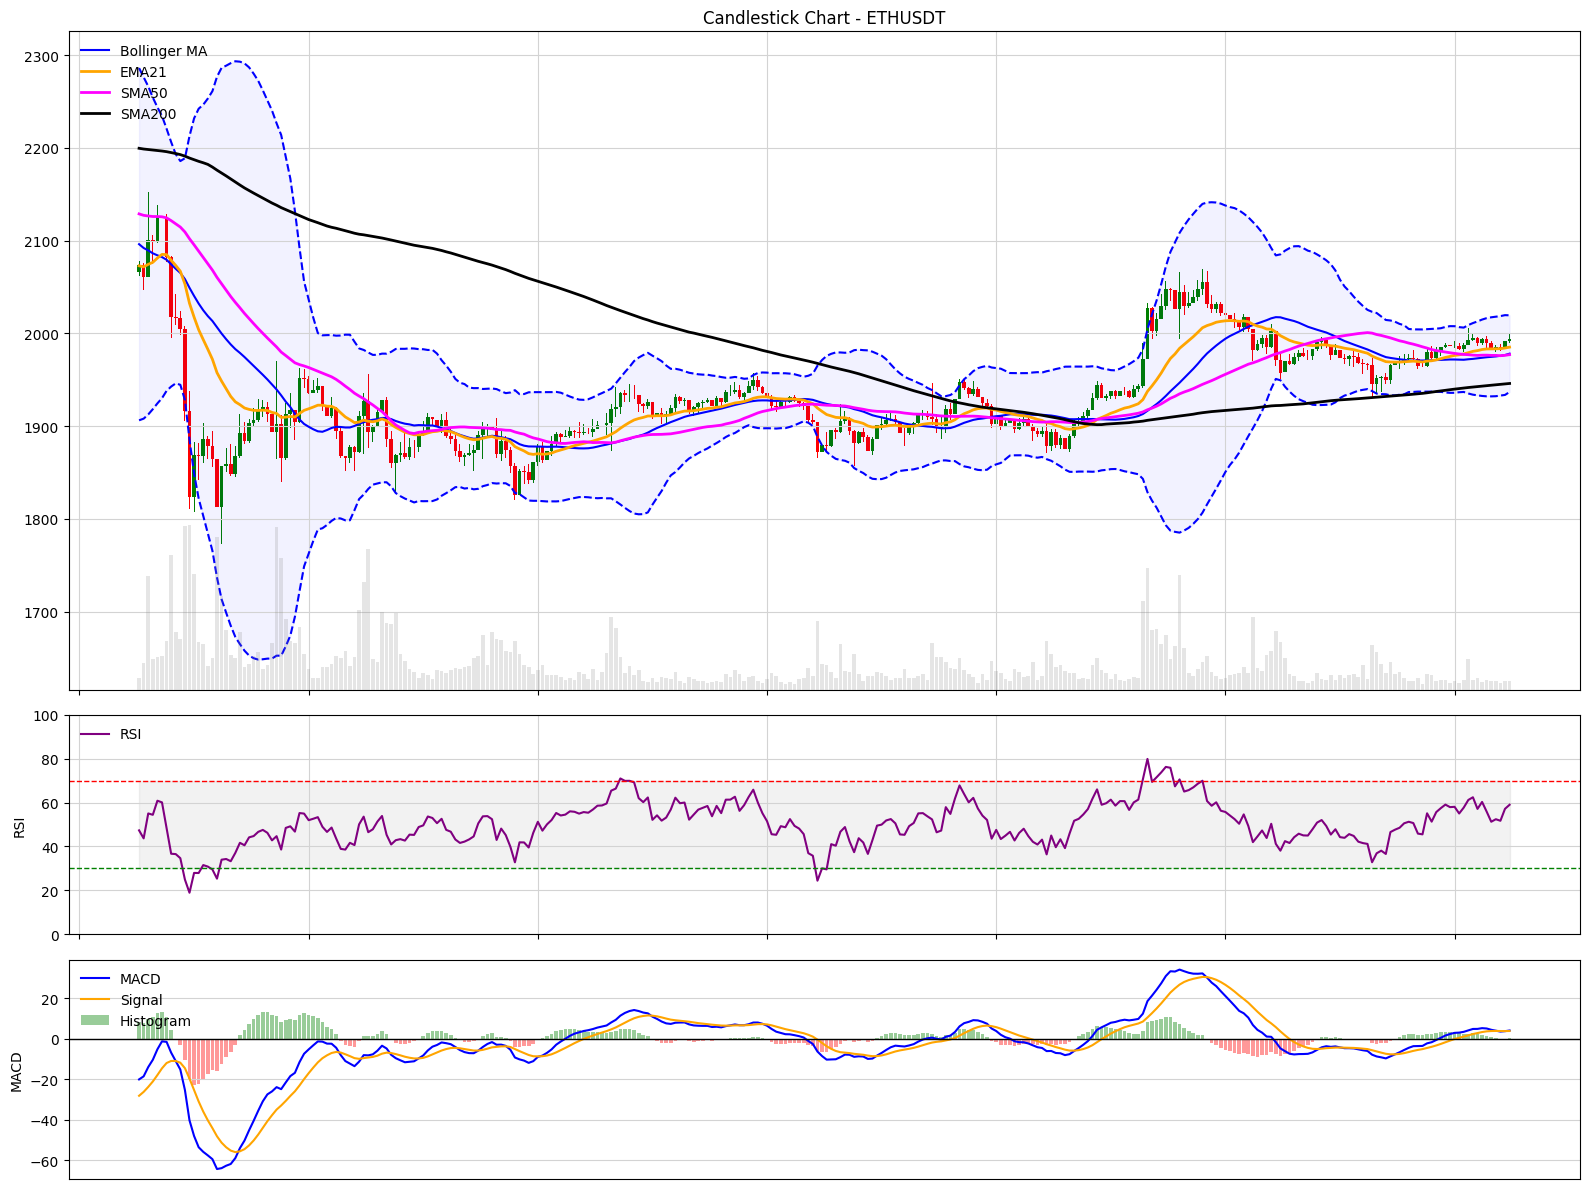 Candlestick Chart - ETHUSDT
Bollinger MA
EMA21
SMA50
SMA200
2300
2200
2100
2000
1900
1800
1700
RSI
100
80
60
40
20
0
RSI
MACD
Signal
Histogram
20
0
−20
−40
−60
MACD